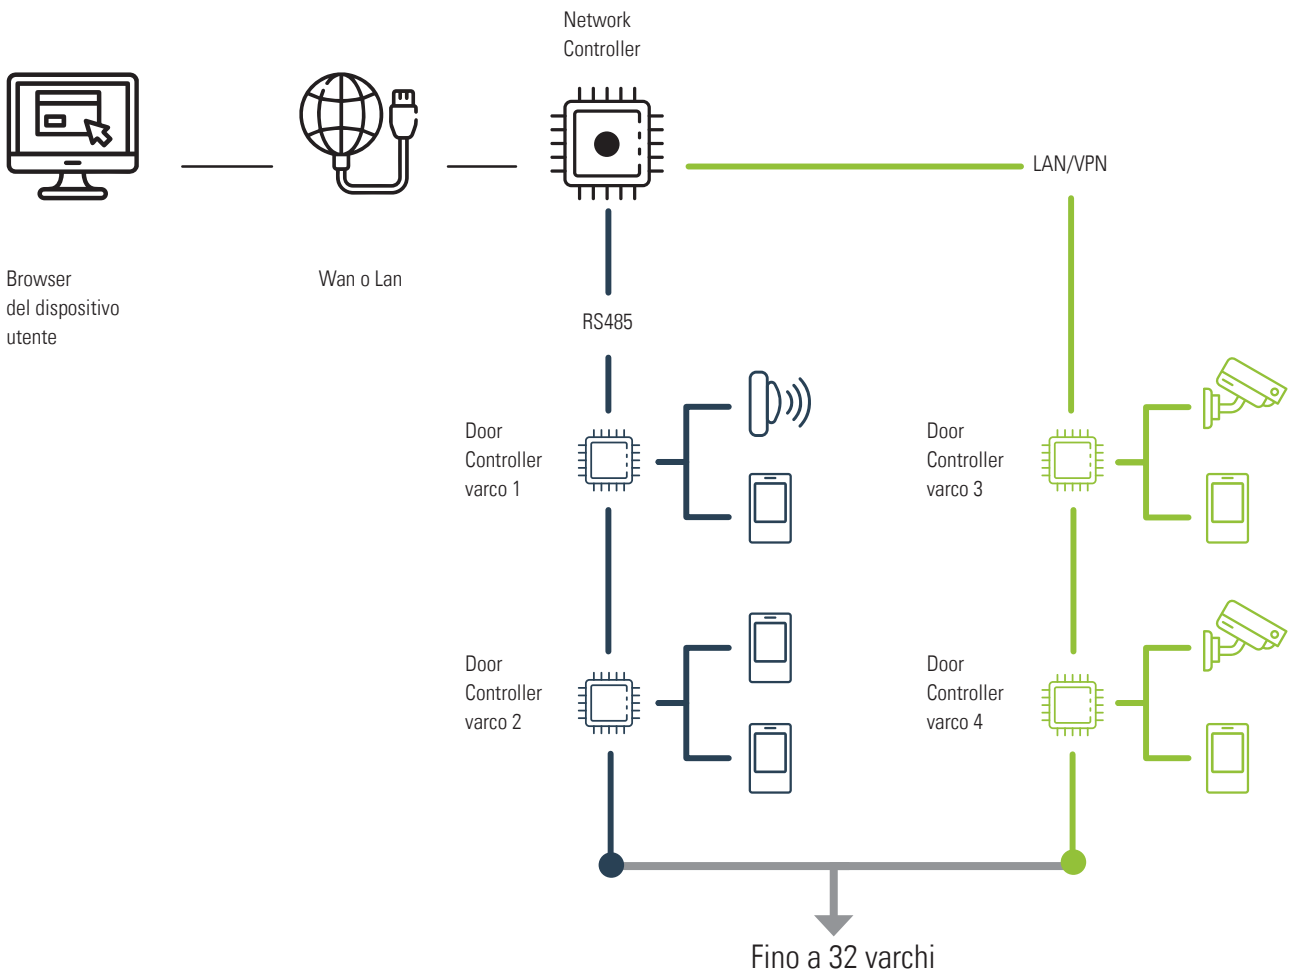 Network
Controller
LAN/VPN
Browser
del dispositivo
utente
Wan o Lan
RS485
Door
Controller
varco 1
Door
Controller
varco 3
Door
Controller
varco 2
Door
Controller
varco 4
Fino a 32 varchi